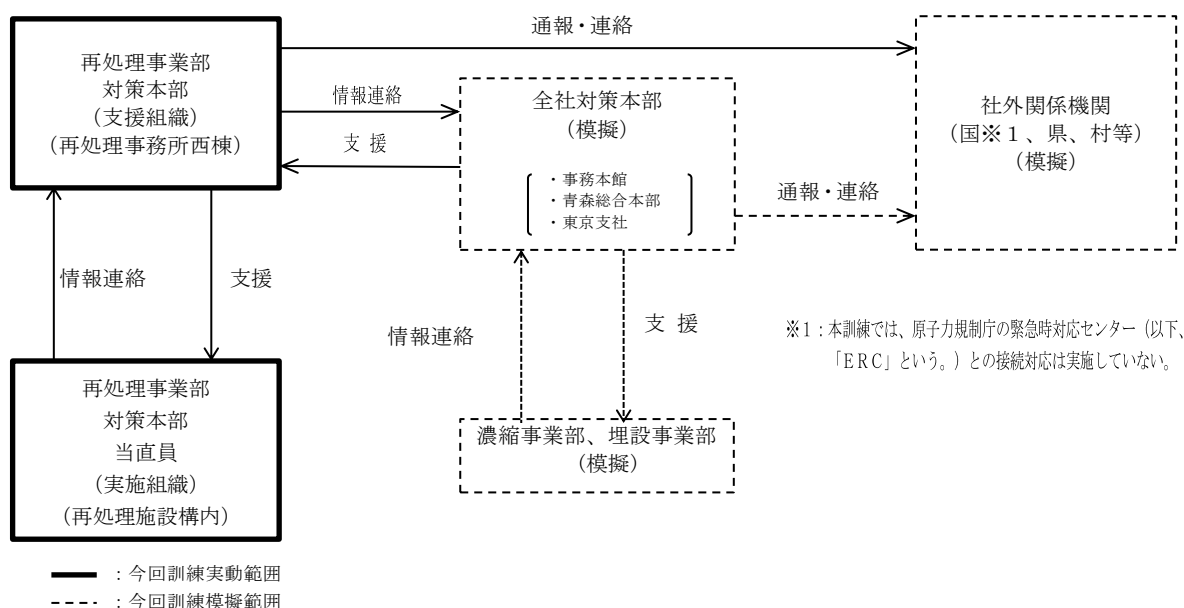 再処理事業部
対策本部
(支援組織)
(再処理事務所西棟)
通報・連絡
情報連絡
支 援
全社対策本部
(模擬)
・事務本館
・青森総合本部
・東京支社
通報・連絡
社外関係機関
(国※1、県、村等)
(模擬)
情報連絡
支援
情報連絡
支 援
※1:本訓練では、原子力規制庁の緊急時対応センター(以下、
「ERC」という。)との接続対応は実施していない。
再処理事業部
対策本部
当直員
(実施組織)
(再処理施設構内)
濃縮事業部、埋設事業部
(模擬)
:今回訓練実動範囲
:今回訓練模擬範囲